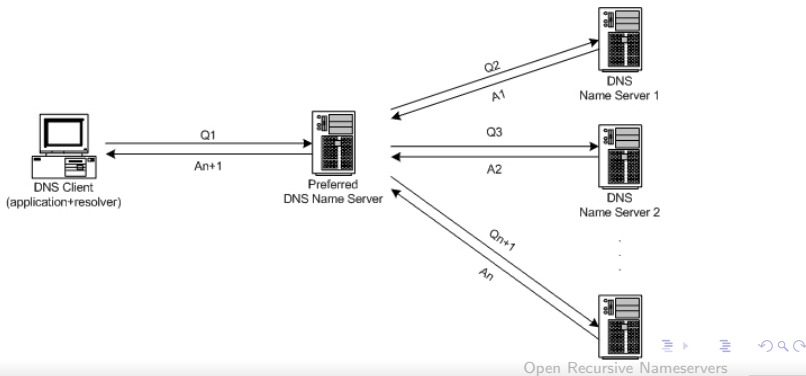 Q2
A1
DNS
Name Server 1
Q1
An+1
Q3
A2
DNS Client
(application+resolver)
Preferred
DNS Name Server
DNS
Name Server 2
Qn+1
An
.
.
.
Open Recursive Nameservers